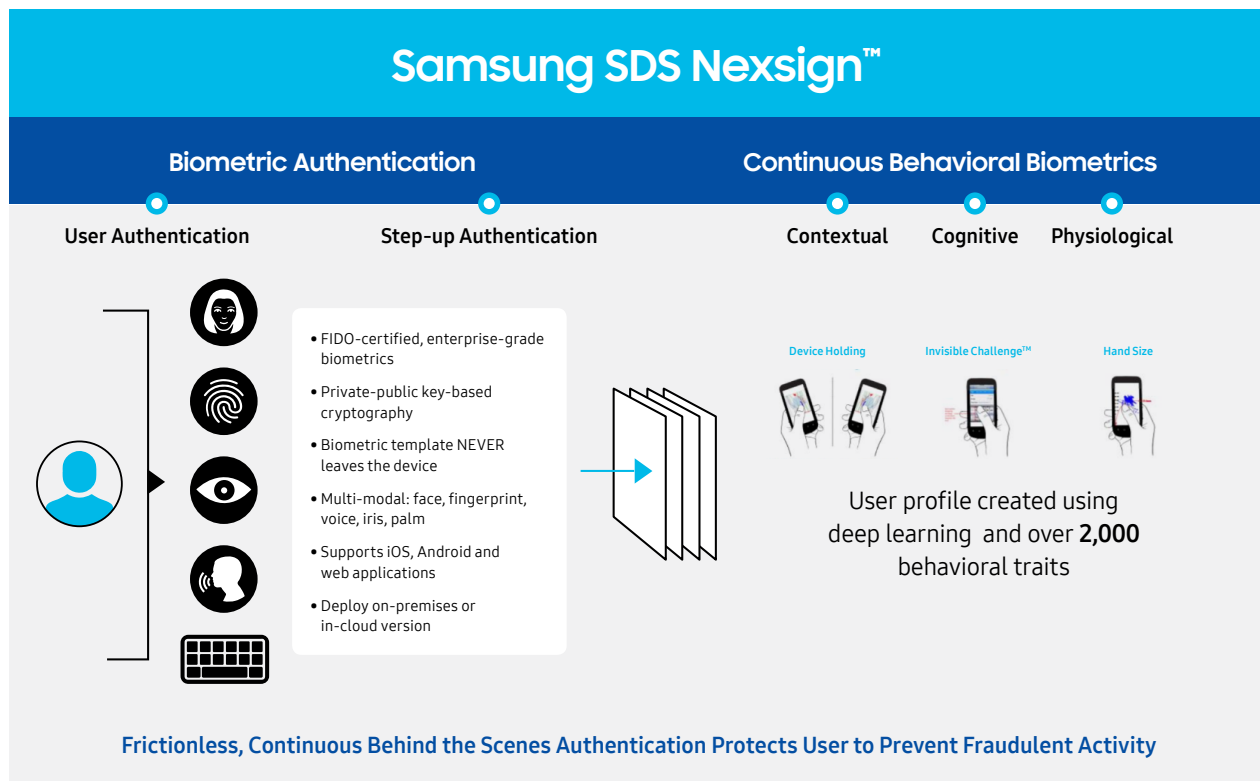 Samsung SDS Nexsign™
Biometric Authentication
Continuous Behavioral Biometrics
User Authentication
Step-up Authentication
Contextual
Cognitive
Physiological
• FIDO-certified, enterprise-grade
biometrics
• Private-public key-based
cryptography
• Biometric template NEVER
leaves the device
• Multi-modal: face, fingerprint,
voice, iris, palm
• Supports iOS, Android and
web applications
• Deploy on-premises or
in-cloud version
Device Holding
Invisible Challenge™
Hand Size
User profile created using
deep learning and over 2,000
behavioral traits
Frictionless, Continuous Behind the Scenes Authentication Protects User to Prevent Fraudulent Activity